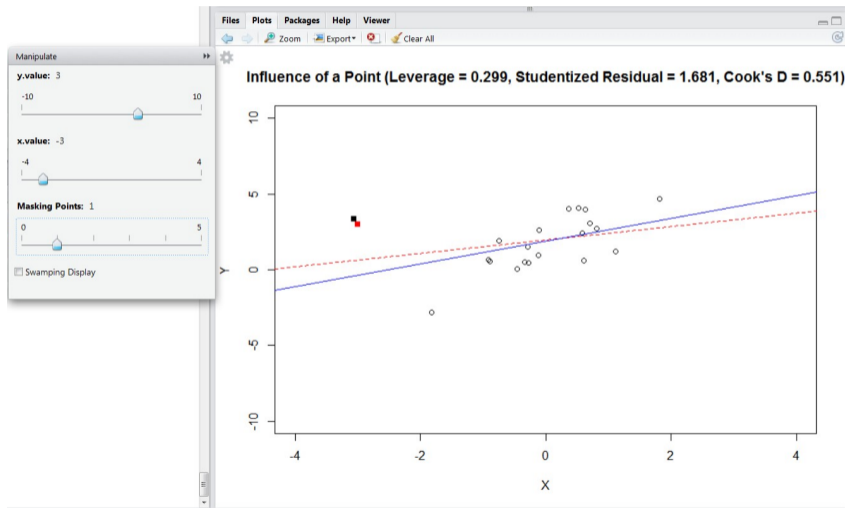 Files Plots Packages Help Viewer
Zoom Export Clear All
Manipulate
y.value: 3
-10 10
x.value: -3
-4 4
Masking Points: 1
0 5
Swamping Display
Influence of a Point (Leverage = 0.299, Studentized Residual = 1.681, Cook's D = 0.551)
Y
10
5
0
-5
-10
-4 -2 0 2 4
X